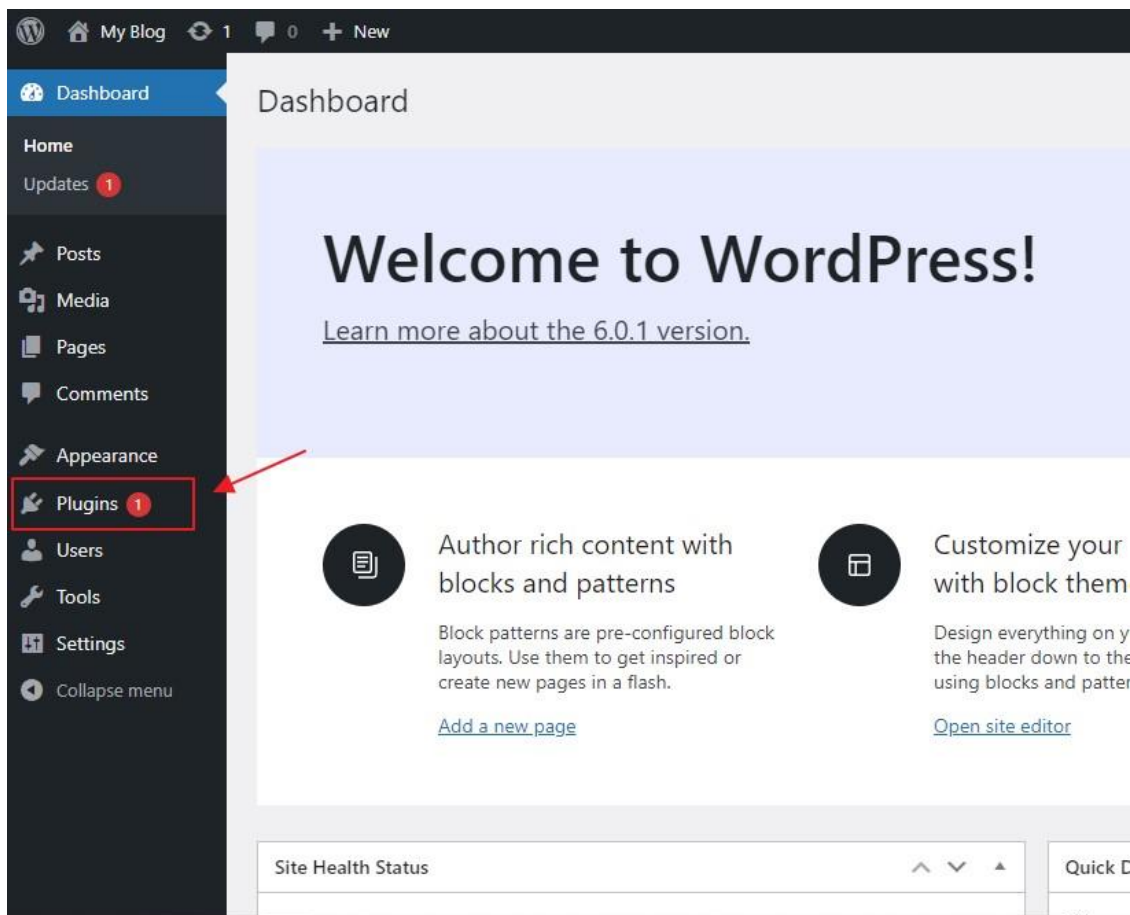 My Blog 1 0 + New
Dashboard
Home
Updates 1
Posts
Media
Pages
Comments
Appearance
Plugins 1
Users
Tools
Settings
Collapse menu
Dashboard
Welcome to WordPress!
Learn more about the 6.0.1 version.
Author rich content with
blocks and patterns
Block patterns are pre-configured block
layouts. Use them to get inspired or
create new pages in a flash.
Add a new page
Customize your
with block them
Design everything on y
the header down to the
using blocks and patter
Open site editor
Site Health Status
Quick D